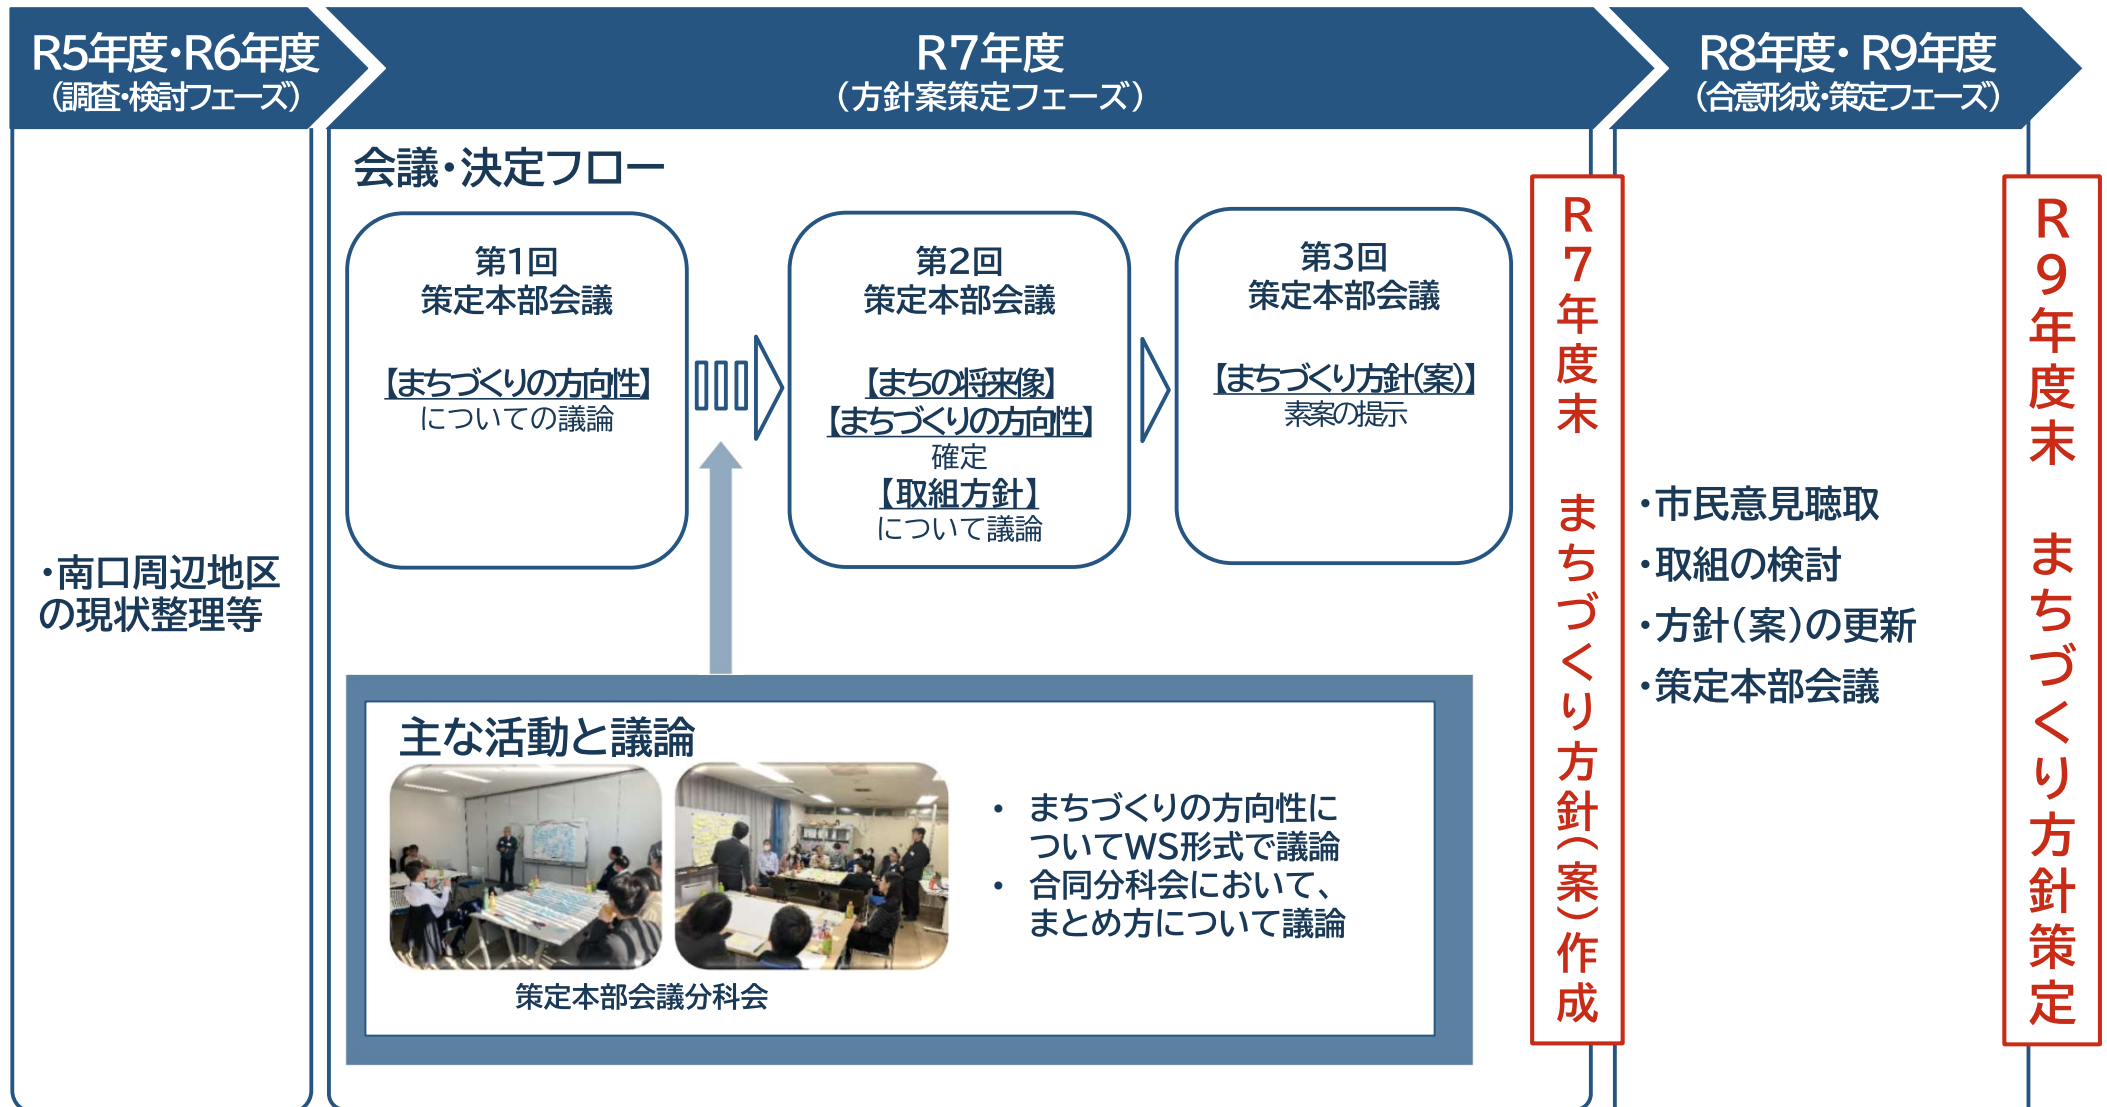 R5年度・R6年度
（調査・検討フェーズ）
R7年度
（方針案策定フェーズ）
R8年度・R9年度
（合意形成・策定フェーズ）
・南口周辺地区
の現状整理等
会議・決定フロー
第1回
策定本部会議
【まちづくりの方向性】
についての議論
第2回
策定本部会議
【まちの将来像】
【まちづくりの方向性】
確定
【取組方針】
について議論
第3回
策定本部会議
【まちづくり方針(案)】
素案の提示
主な活動と議論
策定本部会議分科会
・ まちづくりの方向性に
ついてWS形式で議論
・ 合同分科会において、
まとめ方について議論
R7年度末 まちづくり方針（案）作成
・市民意見聴取
・取組の検討
・方針（案）の更新
・策定本部会議
R9年度末 まちづくり方針策定